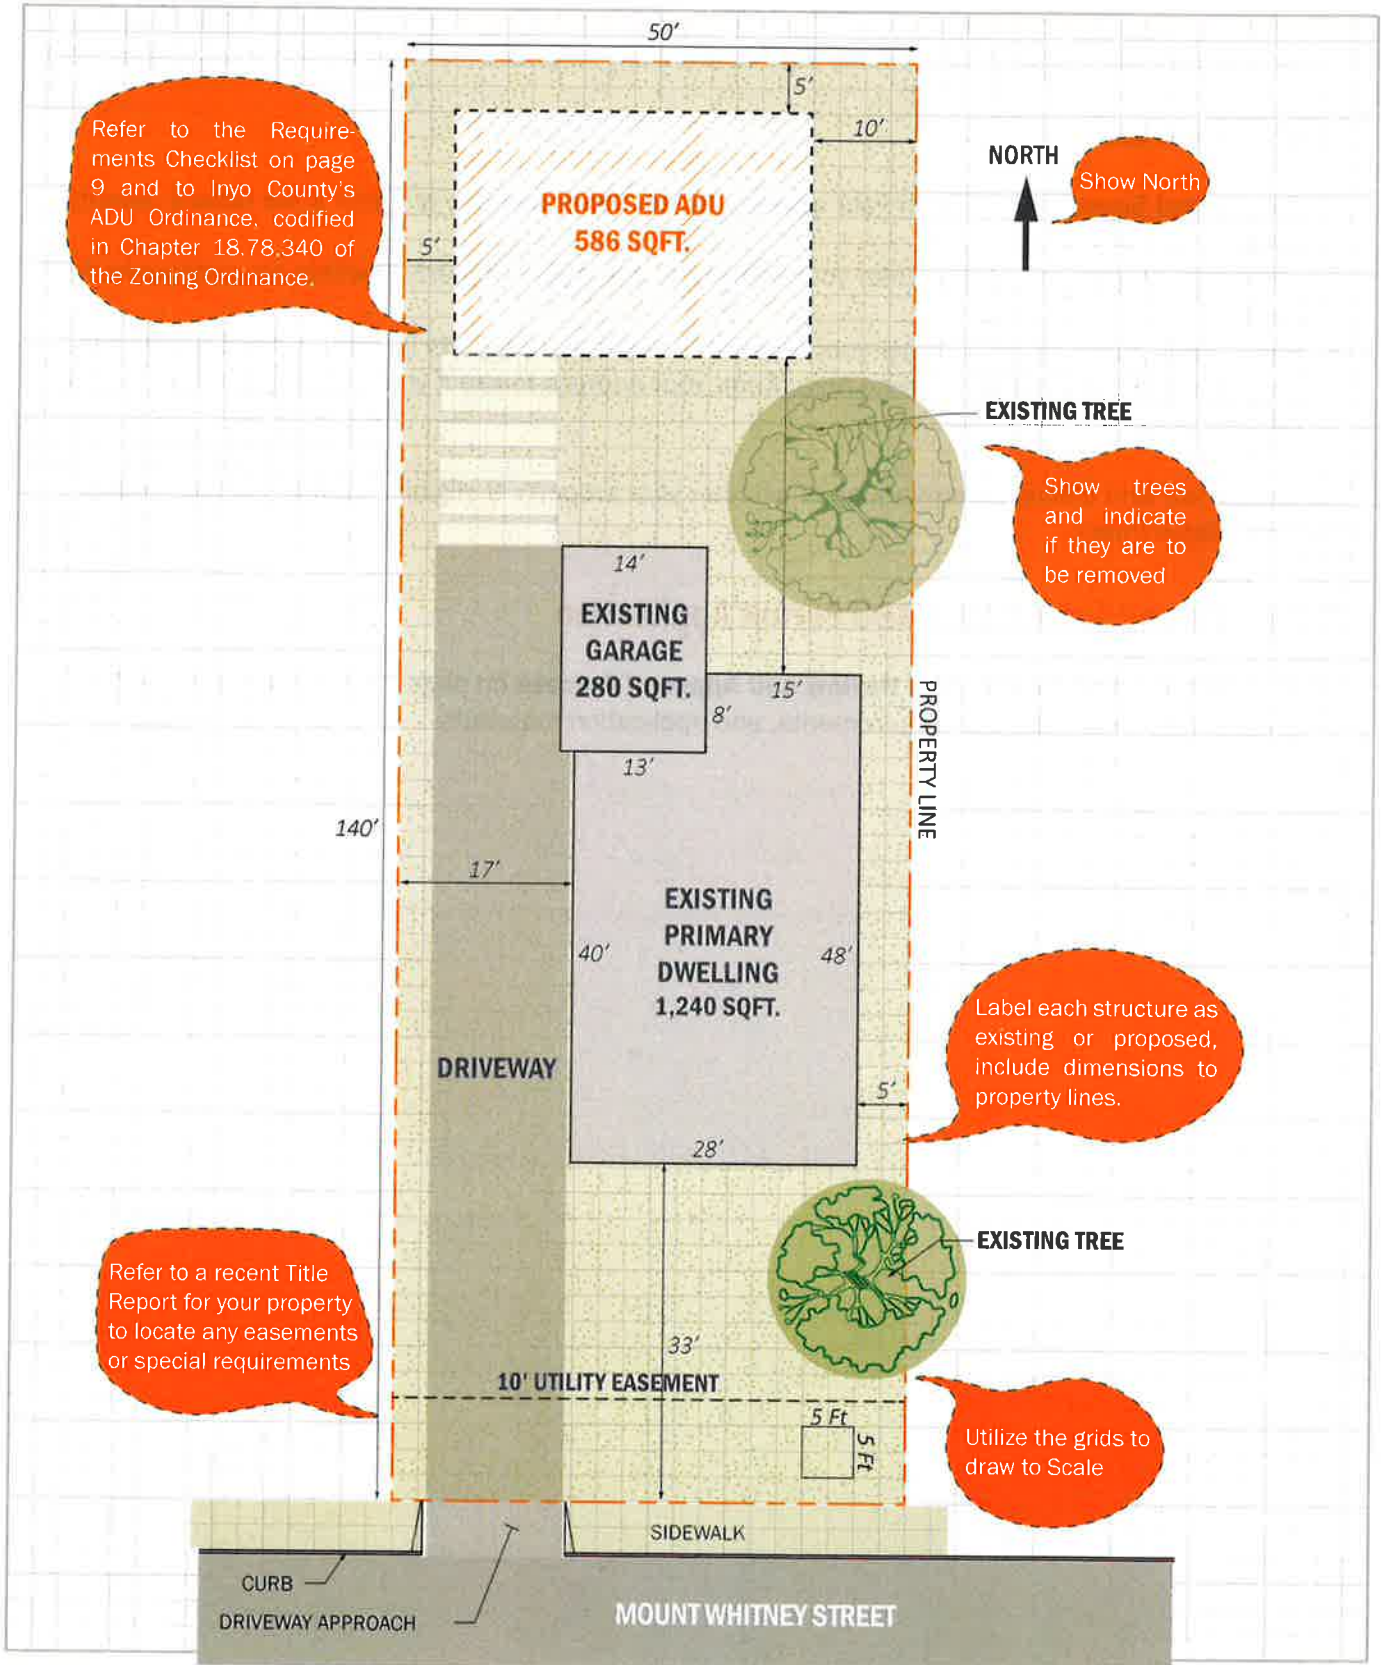 50'
5'
10'
Refer to the Require-
ments Checklist on page
9 and to Inyo County's
ADU Ordinance, codified
in Chapter 18.78.340 of
the Zoning Ordinance.
PROPOSED ADU
586 SQFT.
5'
NORTH
Show North
EXISTING TREE
Show trees
and indicate
if they are to
be removed
14'
EXISTING
GARAGE
280 SQFT.
15'
8'
13'
PROPERTY LINE
140'
17'
EXISTING
PRIMARY
DWELLING
1,240 SQFT.
40'
48'
Label each structure as
existing or proposed,
include dimensions to
property lines.
DRIVEWAY
5'
28'
EXISTING TREE
Refer to a recent Title
Report for your property
to locate any easements
or special requirements
33'
10' UTILITY EASEMENT
5 Ft
5 Ft
Utilize the grids to
draw to Scale
SIDEWALK
CURB
DRIVEWAY APPROACH
MOUNT WHITNEY STREET